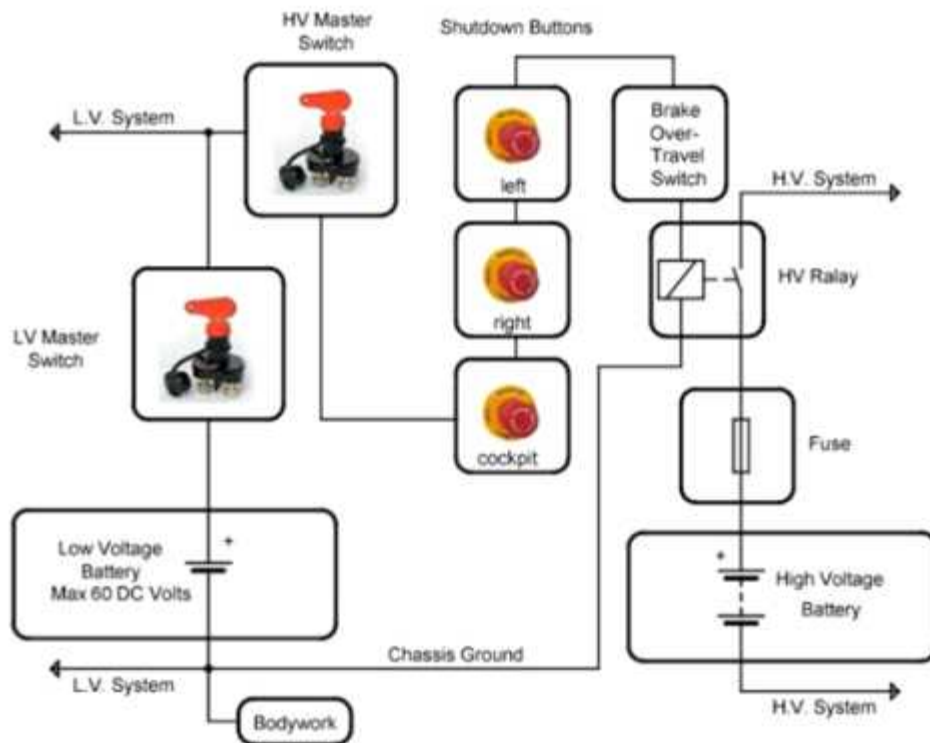 HV Master
Switch
Shutdown Buttons
L.V. System
Brake
Over-
Travel
Switch
left
H.V. System
HV Ralay
right
LV Master
Switch
cockpit
Fuse
+
Low Voltage
Battery
Max 60 DC Volts
+
High Voltage
Battery
Chassis Ground
L.V. System
H.V. System
Bodywork